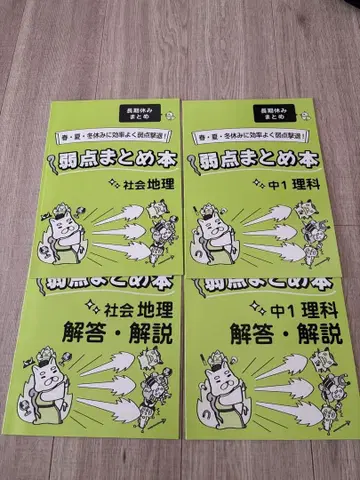 長期休み
まとめ
春・夏・冬休みに効率よく弱点撃退!
弱点まとめ本
社会 地理
長期休み
まとめ
春・夏・冬休みに効率よく弱点撃退!
弱点まとめ本
中1 理科
弱点まとめ本
社会 地理
解答・解説
弱点まとめ本
中1 理科
解答・解説